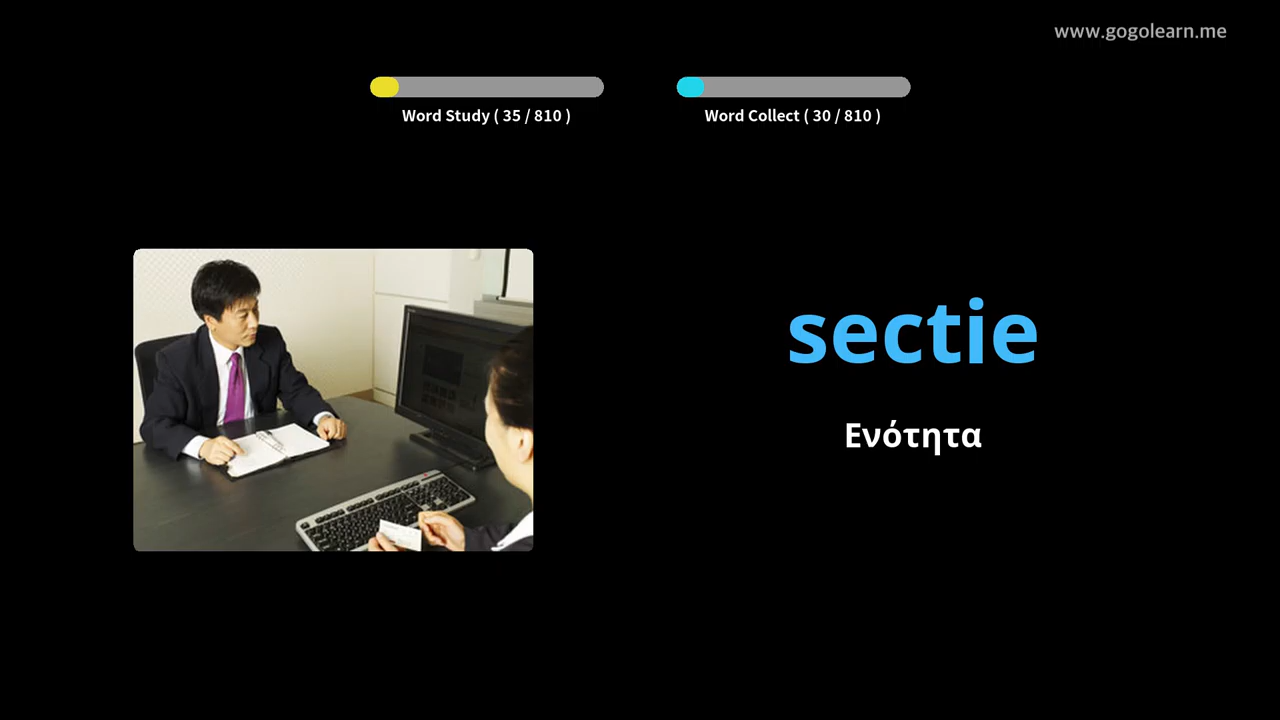 www.gogolearn.me
Word Study ( 35 / 810 )
Word Collect ( 30 / 810 )
sectie
Ενότητα